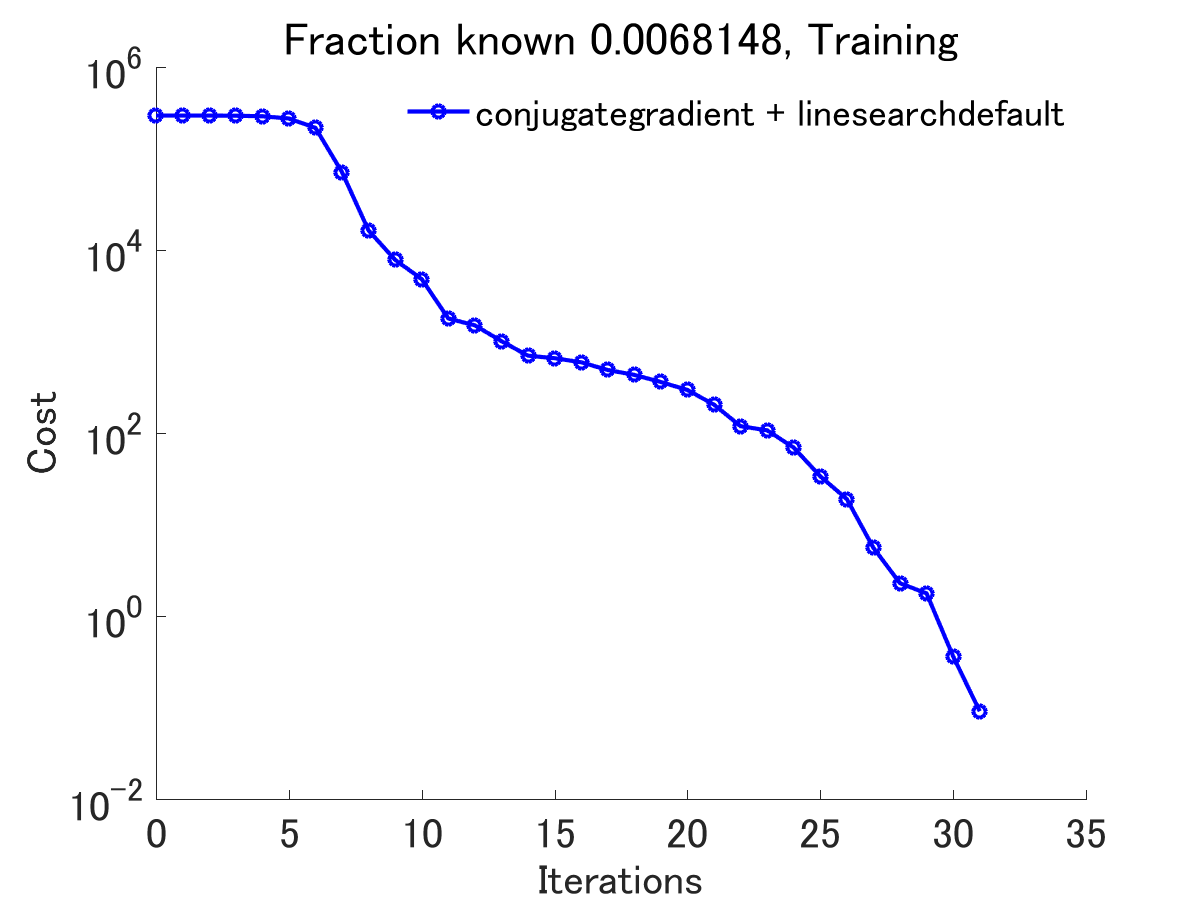 Fraction known 0.0068148, Training
conjugategradient + linesearchdefault
Cost
10^6
10^4
10^2
10^0
10^-2
0 5 10 15 20 25 30 35
Iterations